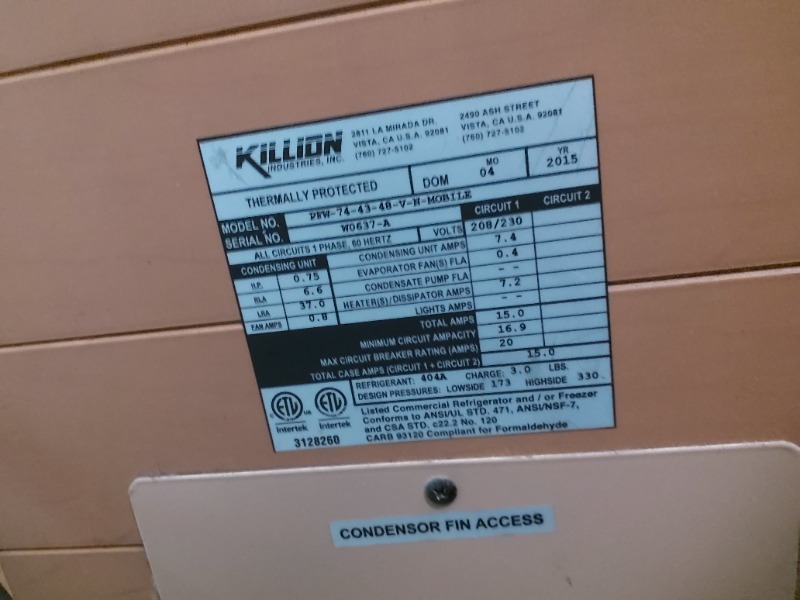 KILLION
INDUSTRIES, INC.
2811 LA MIRADA DR.
VISTA, CA U.S.A. 92081
(760) 727-5102
2490 ASH STREET
VISTA, CA U.S.A. 92081
(760) 727-5102
THERMALLY PROTECTED
DOM
MO
04
YR
2015
MODEL NO. -74-43-48-V-N-MOBILE
SERIAL NO. W0637-A
ALL CIRCUITS 1 PHASE, 60 HERTZ
VOLTS
CIRCUIT 1
CIRCUIT 2
208/230
CONDENSING UNIT
H.P. 0.75
RLA 6.6
LRA 37.0
FAN AMPS 0.8
CONDENSING UNIT AMPS 7.4
EVAPORATOR FAN(S) FLA 0.4
CONDENSATE PUMP FLA - -
HEATER(S)/DISSIPATOR AMPS 7.2
LIGHTS AMPS - -
TOTAL AMPS 15.0
MINIMUM CIRCUIT AMPACITY 16.9
MAX CIRCUIT BREAKER RATING (AMPS) 20
TOTAL CASE AMPS (CIRCUIT 1 + CIRCUIT 2) 15.0
REFRIGERANT: 404A CHARGE: 3.0 LBS.
DESIGN PRESSURES: LOWSIDE 173 HIGHSIDE 330
ETL US
Intertek
ETL
Intertek
3128260
Listed Commercial Refrigerator and / or Freezer
Conforms to ANSI/UL STD. 471, ANSI/NSF-7,
and CSA STD. c22.2 No. 120
CARB 93120 Compliant for Formaldehyde
CONDENSOR FIN ACCESS